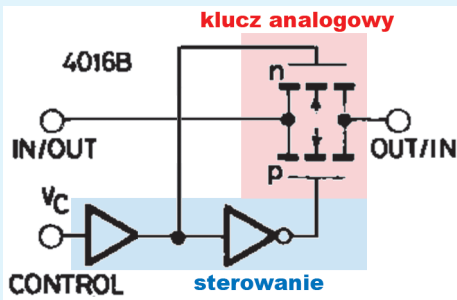 klucz analogowy
4016B
n
IN/OUT
OUT/IN
p
VC
CONTROL
sterowanie